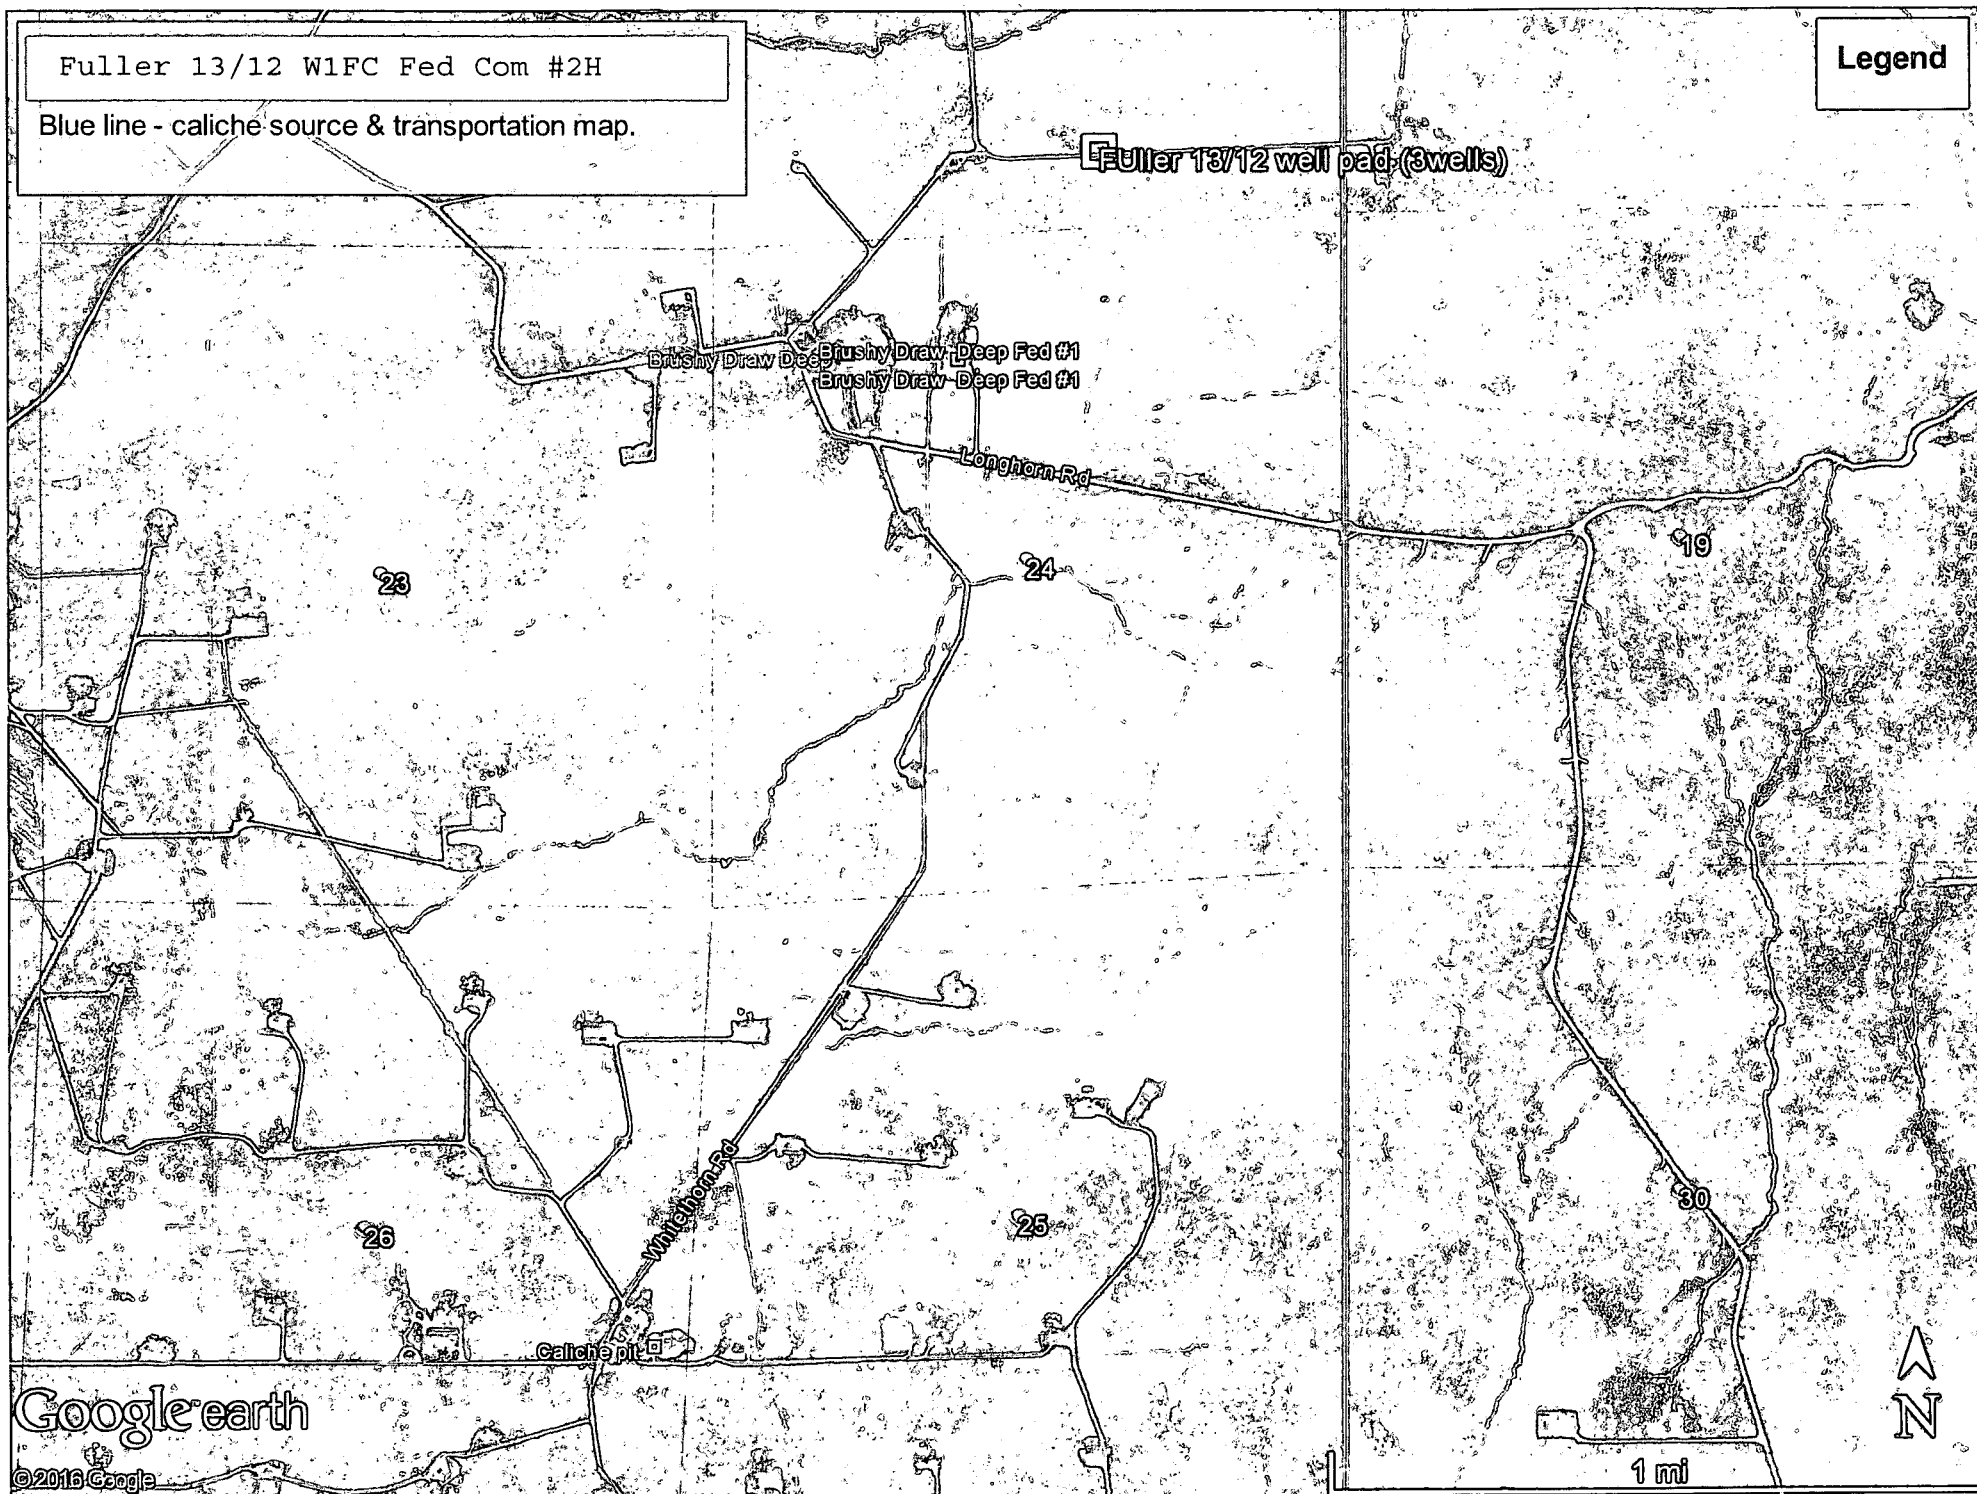 Fuller 13/12 W1FC Fed Com #2H
Blue line - caliche source & transportation map.
Legend
Fuller 13/12 well pad (3wells)
Brushy Draw Deep
Brushy Draw Deep Fed #1
Brushy Draw Deep Fed #1
Longhorn Rd
19
24
23
Whitethorn Rd
30
25
26
Caliche pit
Google earth
N
© 2016 Google
1 mi